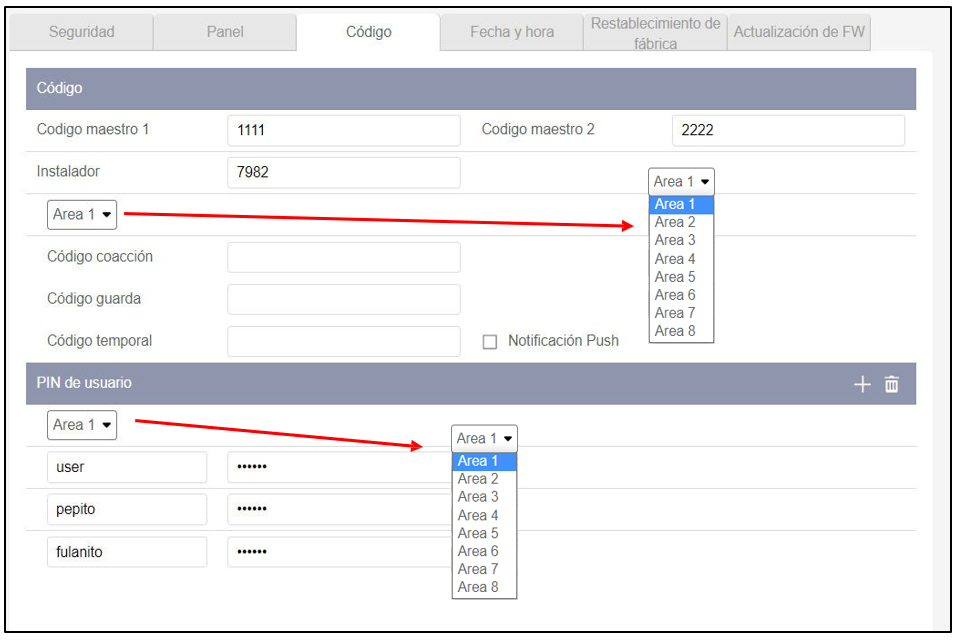 Seguridad
Panel
Código
Fecha y hora
Restablecimiento de
fábrica
Actualización de FW
Código
Codigo maestro 1
1111
Codigo maestro 2
2222
Instalador
7982
Area 1
Area 1
Area 1
Area 2
Area 3
Area 4
Area 5
Area 6
Area 7
Area 8
Código coacción
Código guarda
Código temporal
Notificación Push
PIN de usuario
Area 1
Area 1
Area 1
Area 2
Area 3
Area 4
Area 5
Area 6
Area 7
Area 8
user
••••••
pepito
••••••
fulanito
••••••